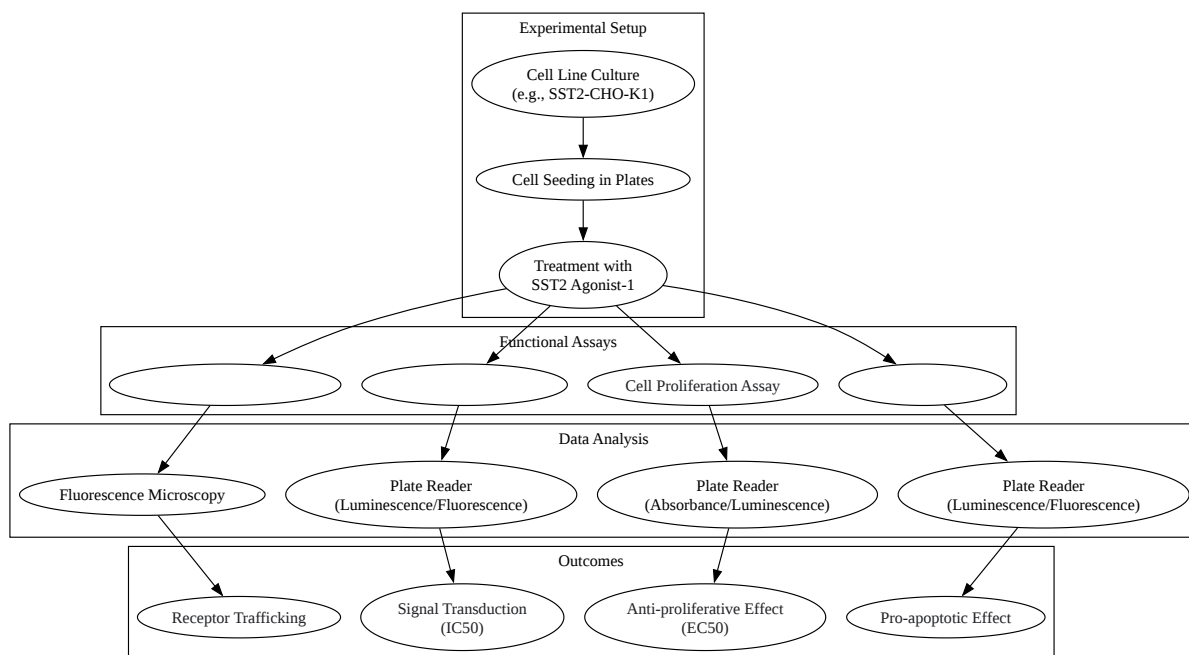 Experimental Setup
Cell Line Culture
(e.g., SST2-CHO-K1)
Cell Seeding in Plates
Treatment with
SST2 Agonist-1
Functional Assays
Cell Proliferation Assay
Data Analysis
Fluorescence Microscopy
Plate Reader
(Luminescence/Fluorescence)
Plate Reader
(Absorbance/Luminescence)
Plate Reader
(Luminescence/Fluorescence)
Outcomes
Receptor Trafficking
Signal Transduction
(IC50)
Anti-proliferative Effect
(EC50)
Pro-apoptotic Effect